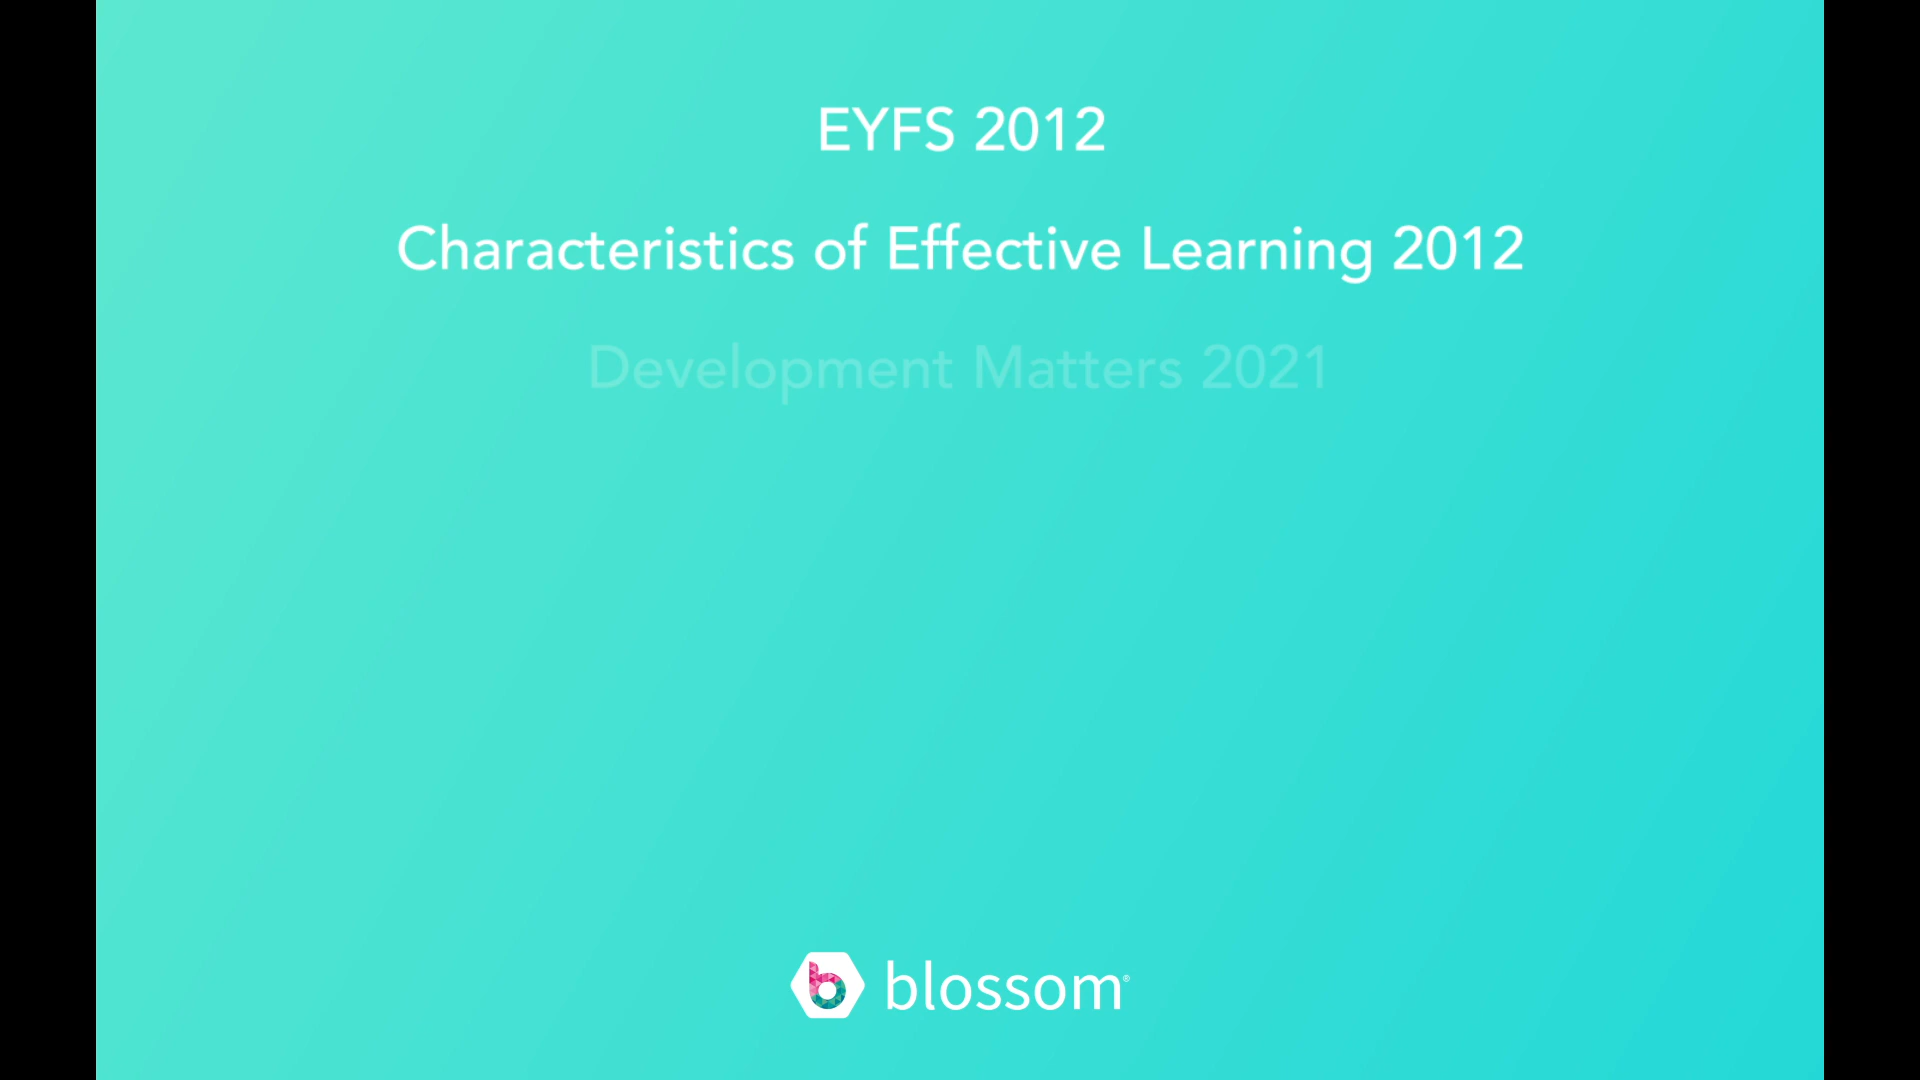 EYFS 2012
Characteristics of Effective Learning 2012
Development Matters 2021
blossom®